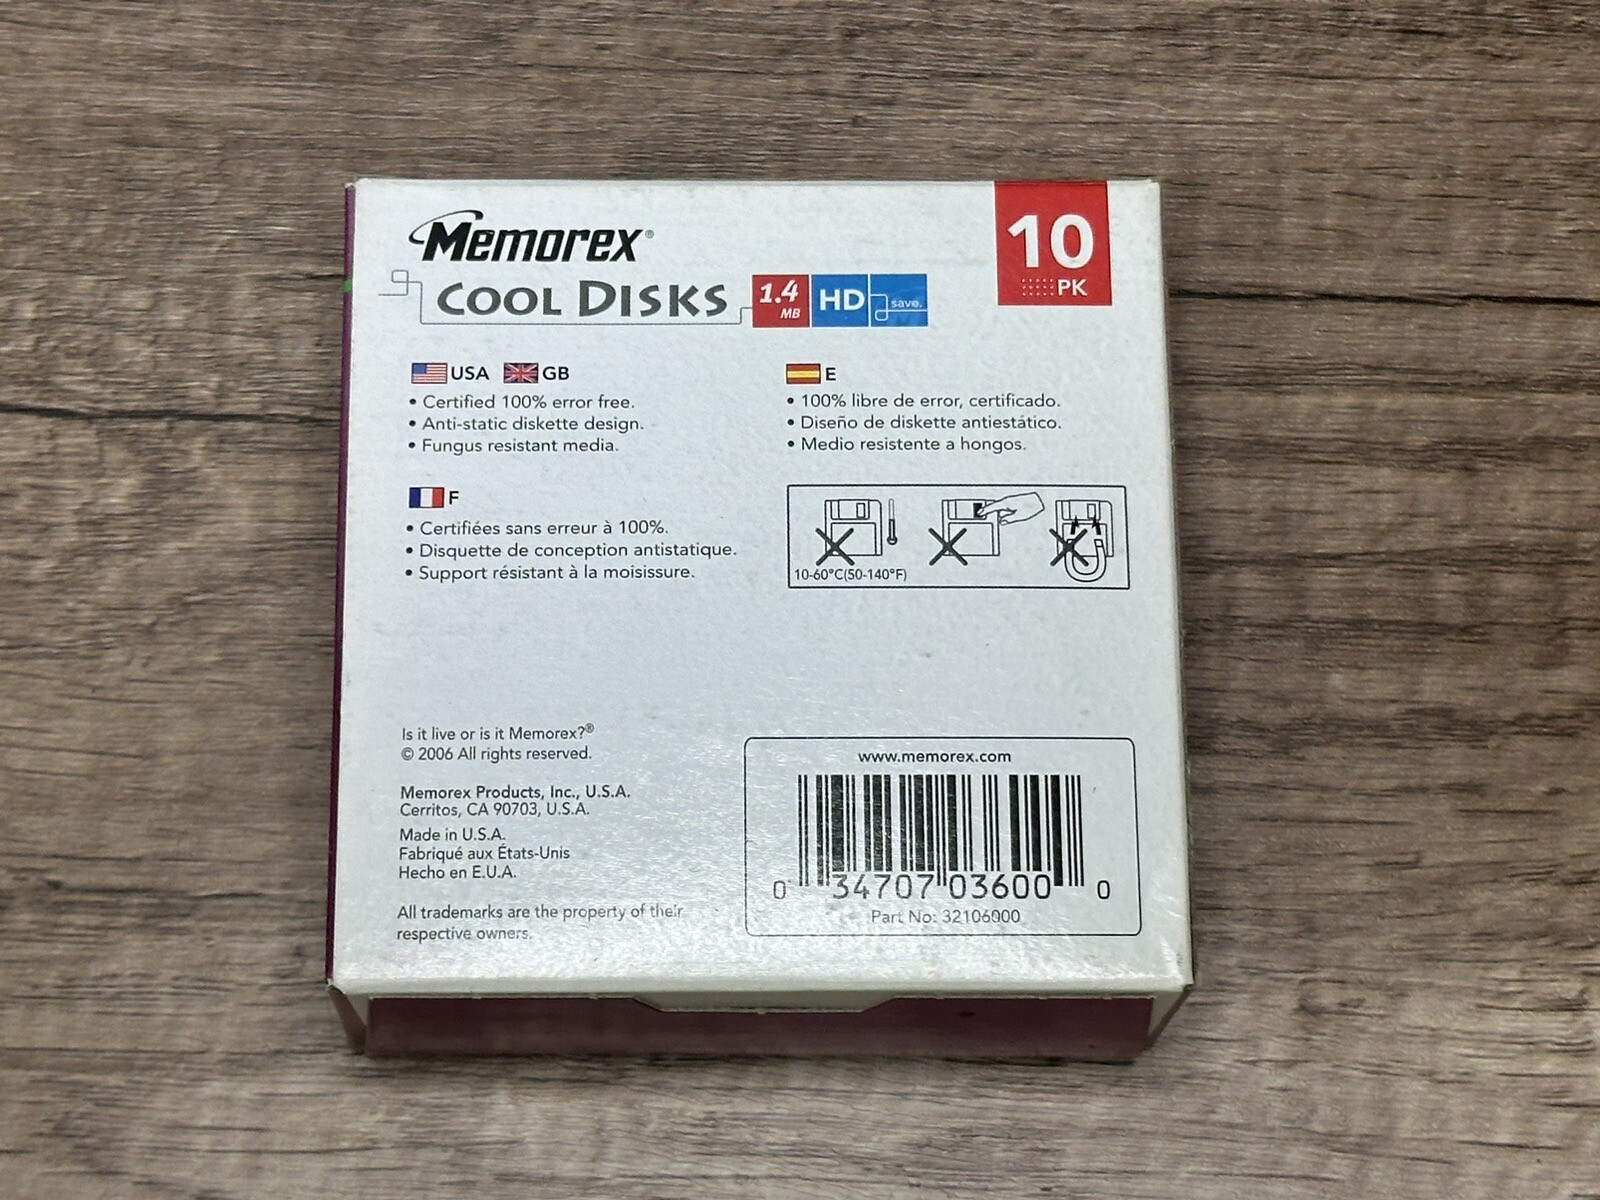 Memorex®
COOL DISKS
1.4 MB HD save.
10 PK
USA GB
• Certified 100% error free.
• Anti-static diskette design.
• Fungus resistant media.
E
• 100% libre de error, certificado.
• Diseño de diskette antiestático.
• Medio resistente a hongos.
F
• Certifiées sans erreur à 100%.
• Disquette de conception antistatique.
• Support résistant à la moisissure.
10-60°C(50-140°F)
Is it live or is it Memorex?®
© 2006 All rights reserved.
Memorex Products, Inc., U.S.A.
Cerritos, CA 90703, U.S.A.
Made in U.S.A.
Fabriqué aux États-Unis
Hecho en E.U.A.
All trademarks are the property of their
respective owners.
www.memorex.com
0 34707 03600 0
Part No: 32106000